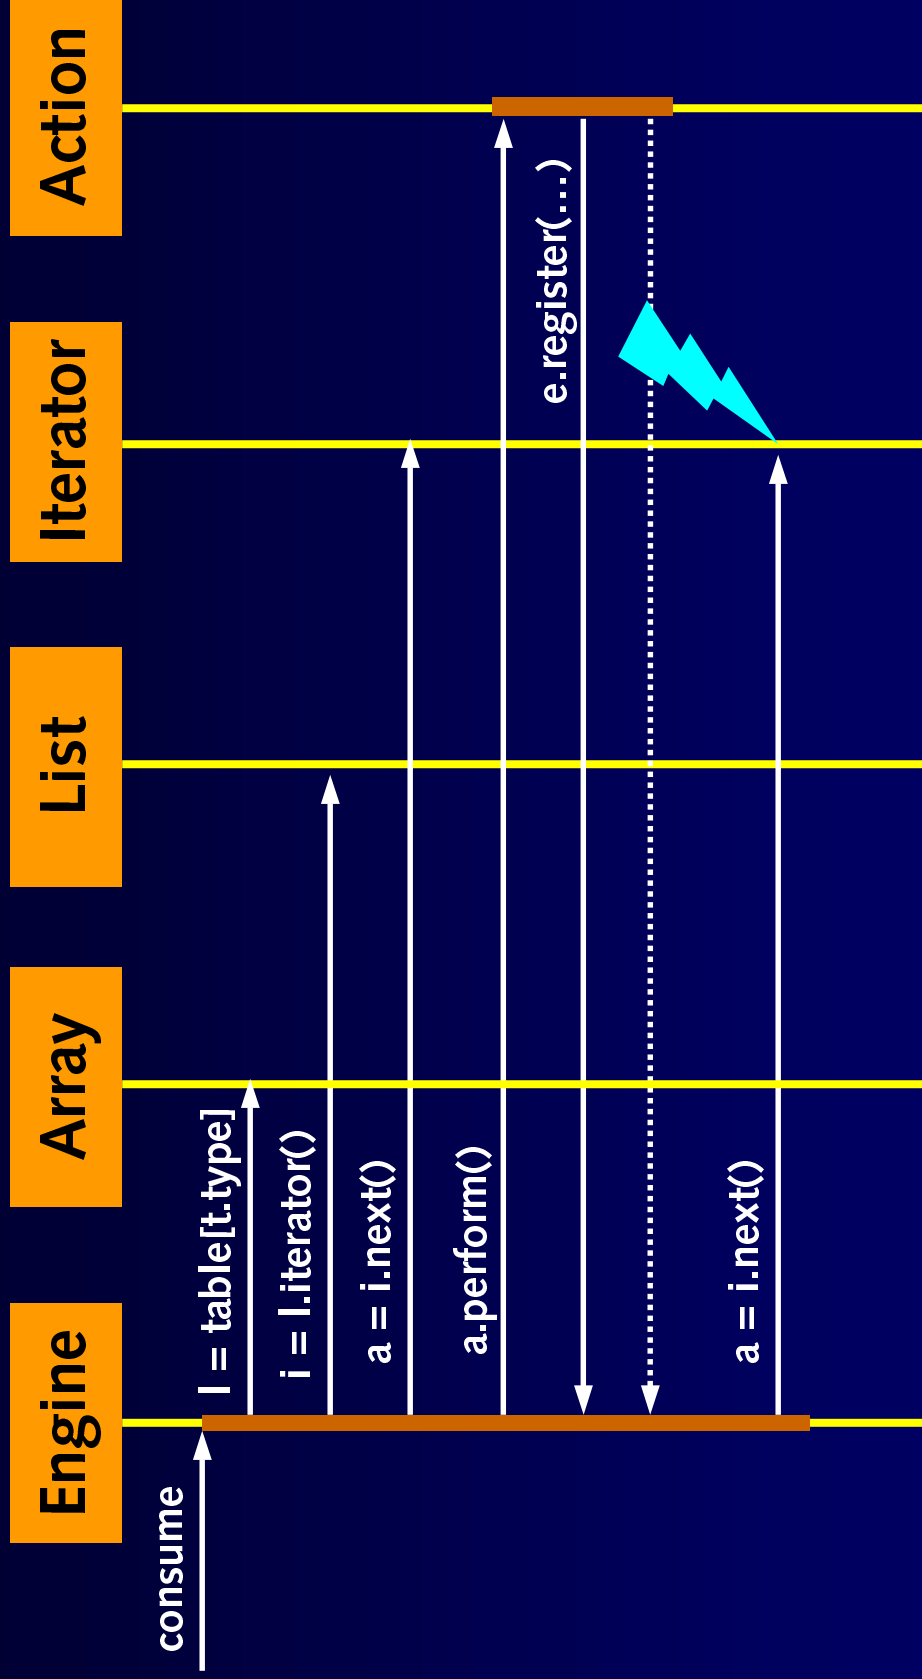 Engine
Array
List
Iterator
Action
consume
l = table[t.type]
i = l.iterator()
a = i.next()
a.perform()
e.register(...)
a = i.next()